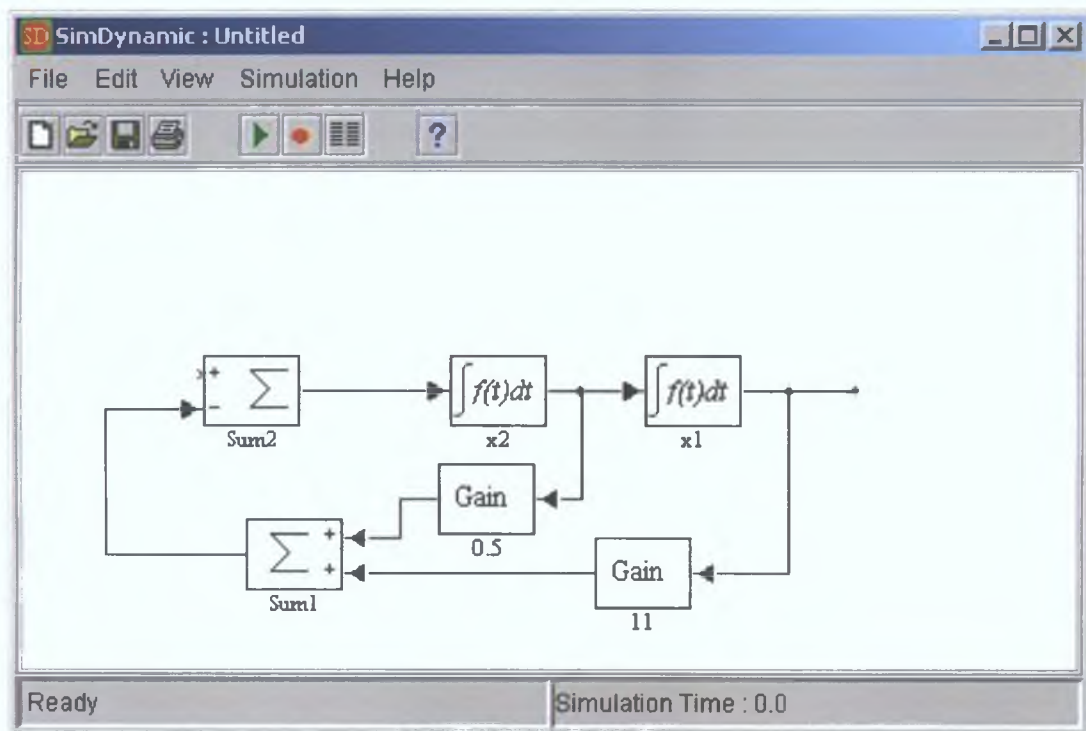 SD SimDynamic : Untitled
File Edit View Simulation Help
?
+
− ∑
Sum2
∫f(t)dt
x2
∫f(t)dt
x1
Gain
0.5
∑ +
+
Sum1
Gain
11
Ready
Simulation Time : 0.0